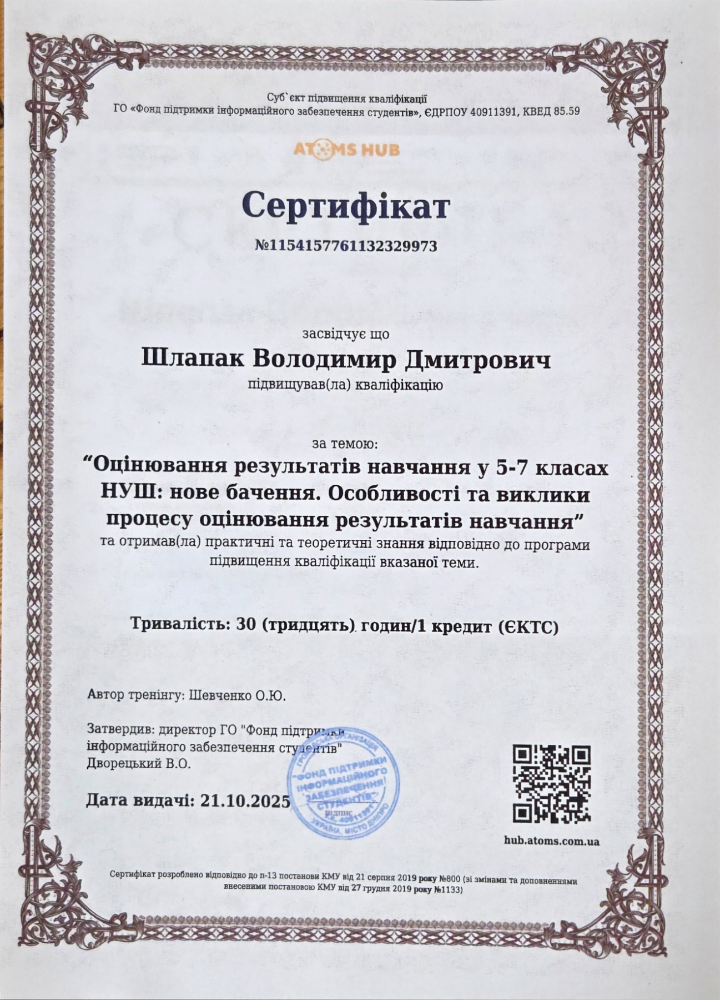 Суб`єкт підвищення кваліфікації
ГО «Фонд підтримки інформаційного забезпечення студентів», ЄДРПОУ 40911391, КВЕД 85.59
ATOMS HUB
Сертифікат
№1154157761132329973
засвідчує що
Шлапак Володимир Дмитрович
підвищував(ла) кваліфікацію
за темою:
“Оцінювання результатів навчання у 5-7 класах
НУШ: нове бачення. Особливості та виклики
процесу оцінювання результатів навчання”
та отримав(ла) практичні та теоретичні знання відповідно до програми
підвищення кваліфікації вказаної теми.
Тривалість: 30 (тридцять) годин/1 кредит (ЄКТС)
Автор тренінгу: Шевченко О.Ю.
Затвердив: директор ГО "Фонд підтримки
інформаційного забезпечення студентів"
Дворецький В.О.
Дата видачі: 21.10.2025
ГРОМАДСЬКА ОРГАНІЗАЦІЯ
"ФОНД ПІДТРИМКИ
ІНФОРМАЦІЙНОГО
ЗАБЕЗПЕЧЕННЯ
СТУДЕНТІВ"
підпис
40911391
УКРАЇНА, МІСТО ДНІПРО
hub.atoms.com.ua
Сертифікат розроблено відповідно до п-13 постанови КМУ від 21 серпня 2019 року №800 (зі змінами та доповненнями
внесеними постановою КМУ від 27 грудня 2019 року №1133)